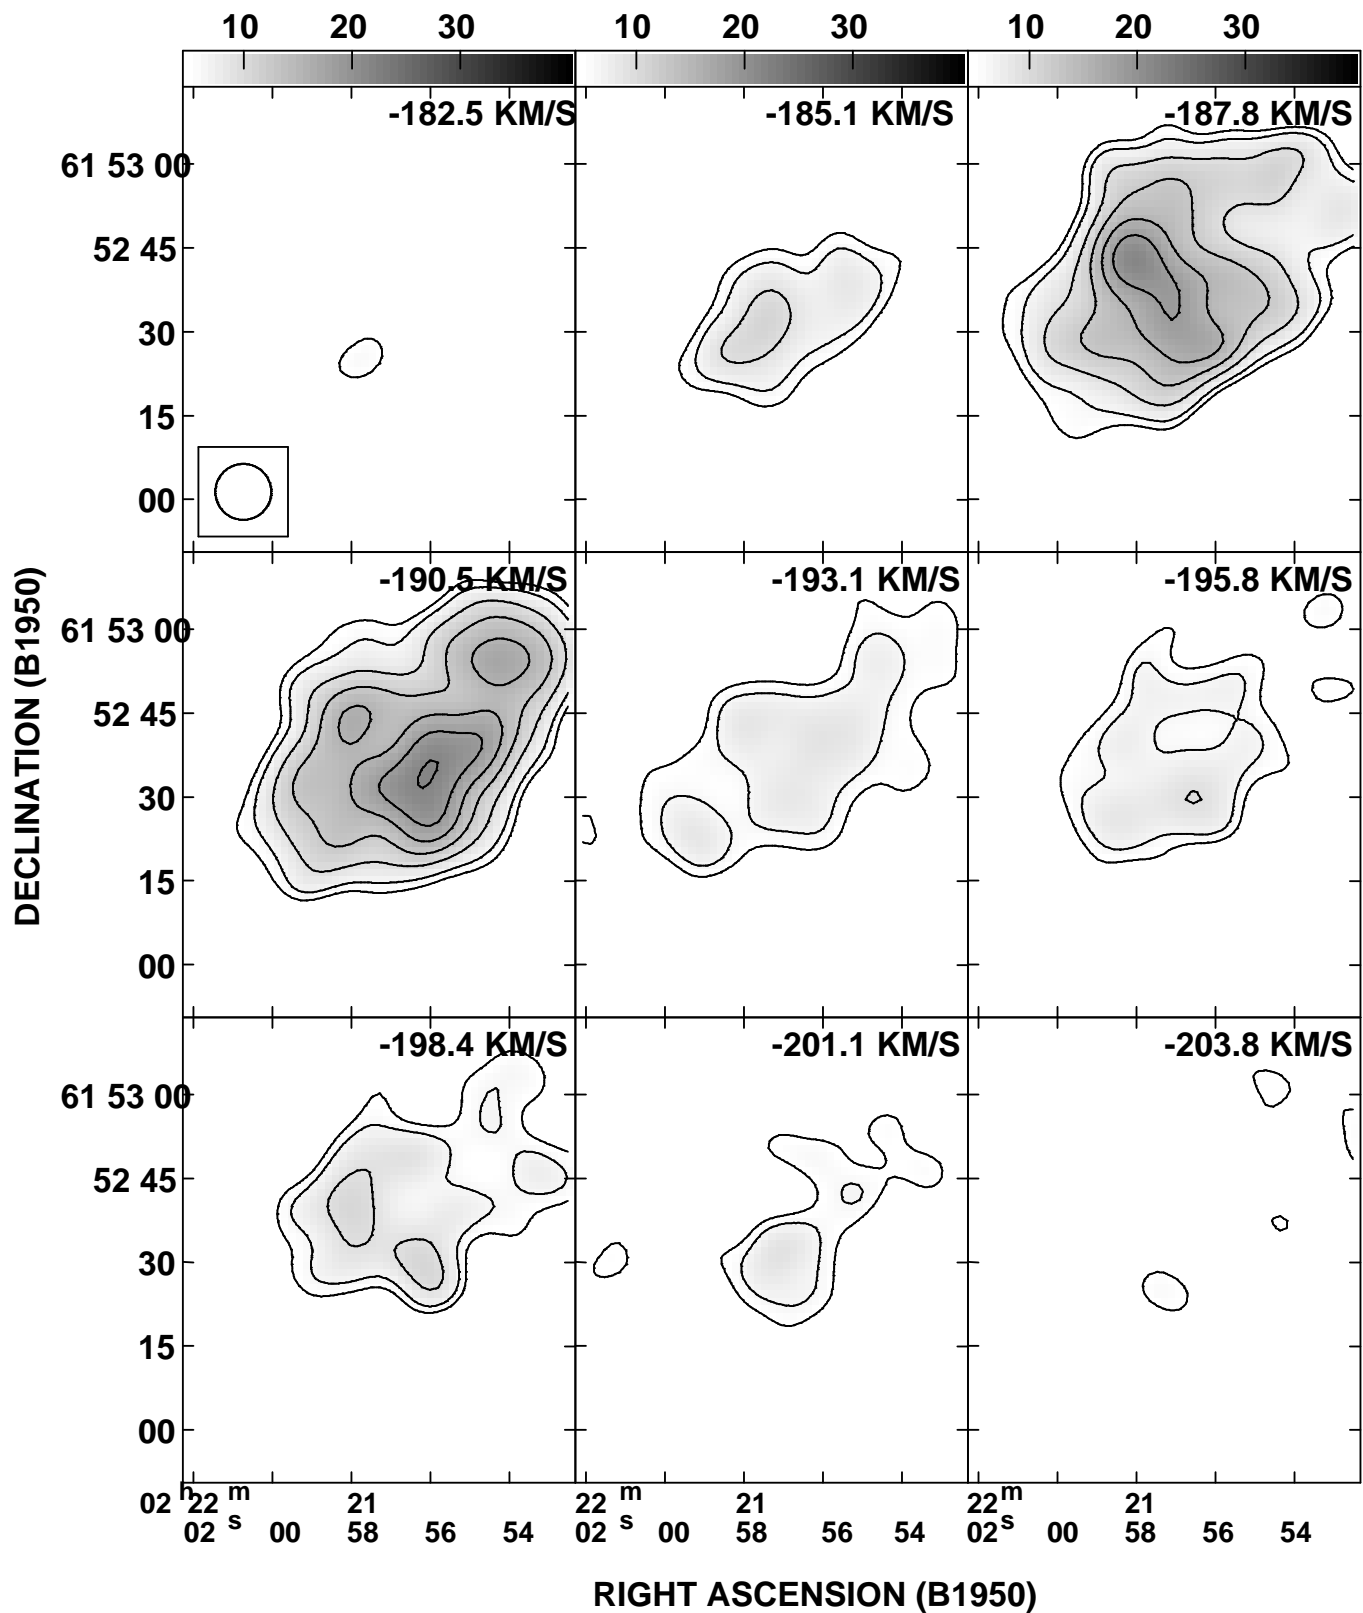 10 20 30 10 20 30 10 20 30
-182.5 KM/S -185.1 KM/S -187.8 KM/S
61 53 00
52 45
30
15
00
-190.5 KM/S -193.1 KM/S -195.8 KM/S
61 53 00
52 45
30
15
00
DECLINATION (B1950)
-198.4 KM/S -201.1 KM/S -203.8 KM/S
61 53 00
52 45
30
15
00
02 h 22 m 21 22 m 21 22 m 21
02 s 00 58 56 54 02 s 00 58 56 54 02 s 00 58 56 54
RIGHT ASCENSION (B1950)